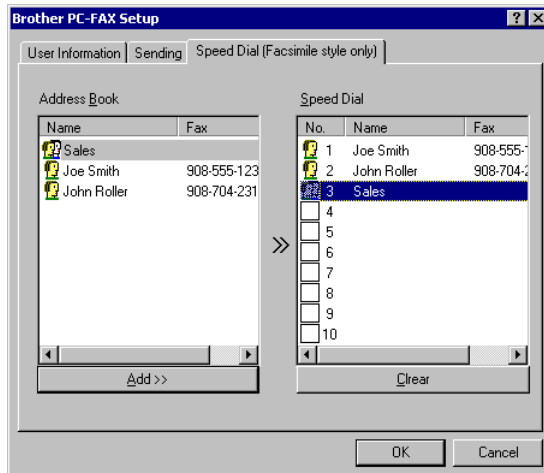 Brother PC-FAX Setup
User Information Sending Speed Dial (Facsimile style only)
Address Book
Name Fax
Sales
Joe Smith 908-555-123
John Roller 908-704-231
Add >>
Speed Dial
No. Name Fax
1 Joe Smith 908-555-
2 John Roller 908-704-
3 Sales
4
5
6
7
8
9
10
Clrear
OK Cancel